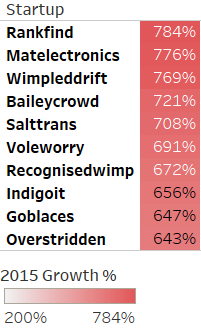 Startup
Rankfind 784%
Matelectronics 776%
Wimpleddrift 769%
Baileycrowd 721%
Salttrans 708%
Voleworry 691%
Recognisedwimp 672%
Indigoit 656%
Goblaces 647%
Overstridden 643%
2015 Growth %
200% 784%